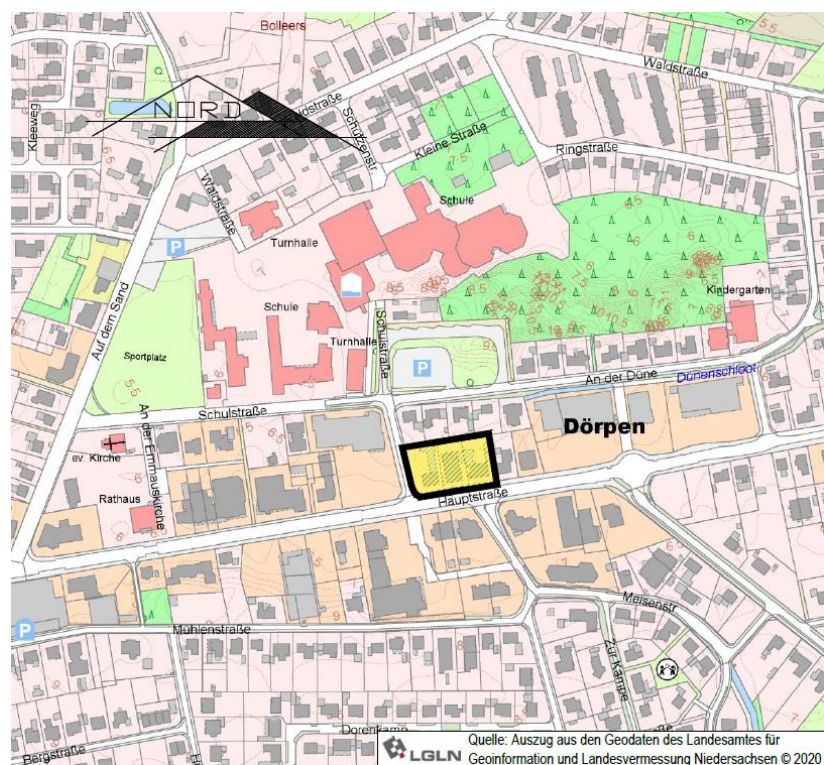 Bolleers
Waldstraße
NORD
Kleeweg
Schützenstr
Kleine Straße
Ringstraße
Waldstraße
Schule
Turnhalle
P
Kindergarten
Auf dem Sand
Schule
Turnhalle
Schulstraße
P
Sportplatz
An der Düne
Dünenschloot
Schulstraße
Dörpen
An der Emmauskirche
ev. Kirche
Rathaus
Hauptstraße
Meisenstr
P
Mühlenstraße
Zur Kämpe
Dorenkamp
Bergstraße
LGLN
Quelle: Auszug aus den Geodaten des Landesamtes für
Geoinformation und Landesvermessung Niedersachsen © 2020